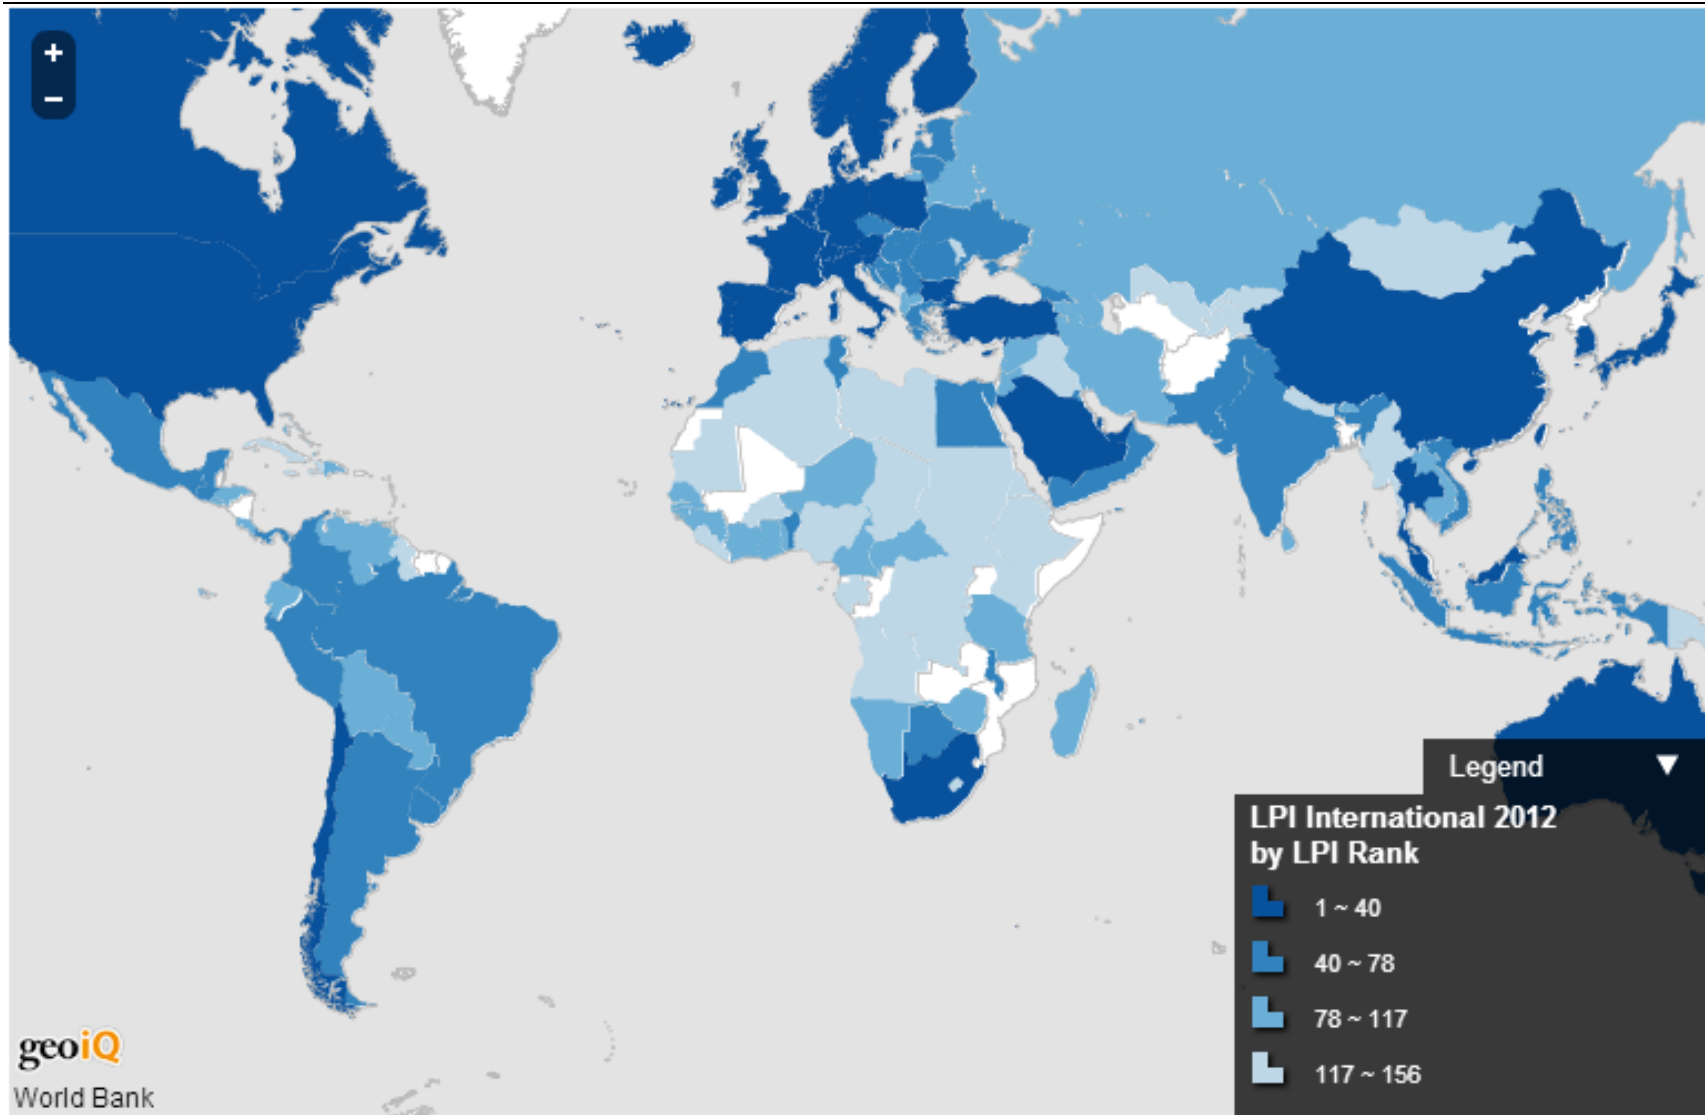 +
−
Legend ▼
LPI International 2012
by LPI Rank
1 ~ 40
40 ~ 78
78 ~ 117
117 ~ 156
geoiQ
World Bank